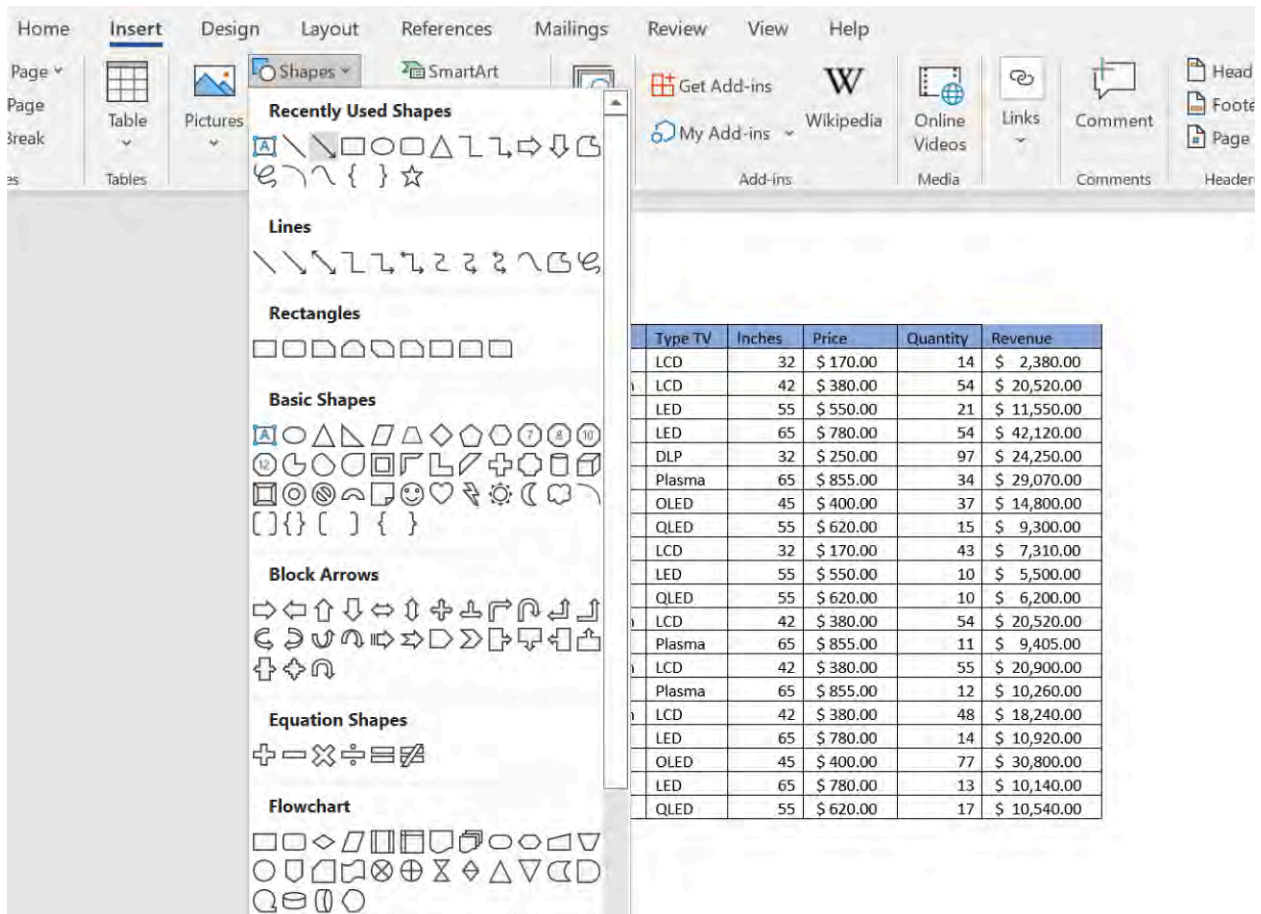 Home Insert Design Layout References Mailings Review View Help
Page
Page
Break
Table
Tables
Pictures
Shapes
SmartArt
Get Add-ins
My Add-ins
Wikipedia
Add-ins
Online
Videos
Media
Links
Comment
Comments
Head
Foote
Page
Header
Recently Used Shapes
A
Lines
Rectangles
Basic Shapes
A 7 8 10
12
Block Arrows
Equation Shapes
Flowchart
Type TV Inches Price Quantity Revenue
LCD 32 $ 170.00 14 $ 2,380.00
LCD 42 $ 380.00 54 $ 20,520.00
LED 55 $ 550.00 21 $ 11,550.00
LED 65 $ 780.00 54 $ 42,120.00
DLP 32 $ 250.00 97 $ 24,250.00
Plasma 65 $ 855.00 34 $ 29,070.00
OLED 45 $ 400.00 37 $ 14,800.00
QLED 55 $ 620.00 15 $ 9,300.00
LCD 32 $ 170.00 43 $ 7,310.00
LED 55 $ 550.00 10 $ 5,500.00
QLED 55 $ 620.00 10 $ 6,200.00
LCD 42 $ 380.00 54 $ 20,520.00
Plasma 65 $ 855.00 11 $ 9,405.00
LCD 42 $ 380.00 55 $ 20,900.00
Plasma 65 $ 855.00 12 $ 10,260.00
LCD 42 $ 380.00 48 $ 18,240.00
LED 65 $ 780.00 14 $ 10,920.00
OLED 45 $ 400.00 77 $ 30,800.00
LED 65 $ 780.00 13 $ 10,140.00
QLED 55 $ 620.00 17 $ 10,540.00